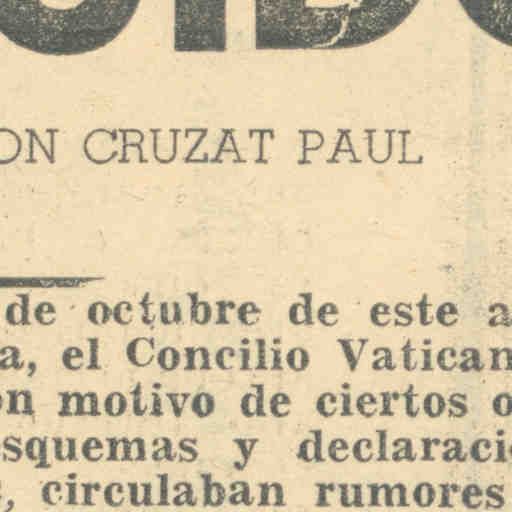 ON CRUZAT PAUL
de octubre de este a
a, el Concilio Vatican
on motivo de ciertos o
squemas y declaraci
, circulaban rumores